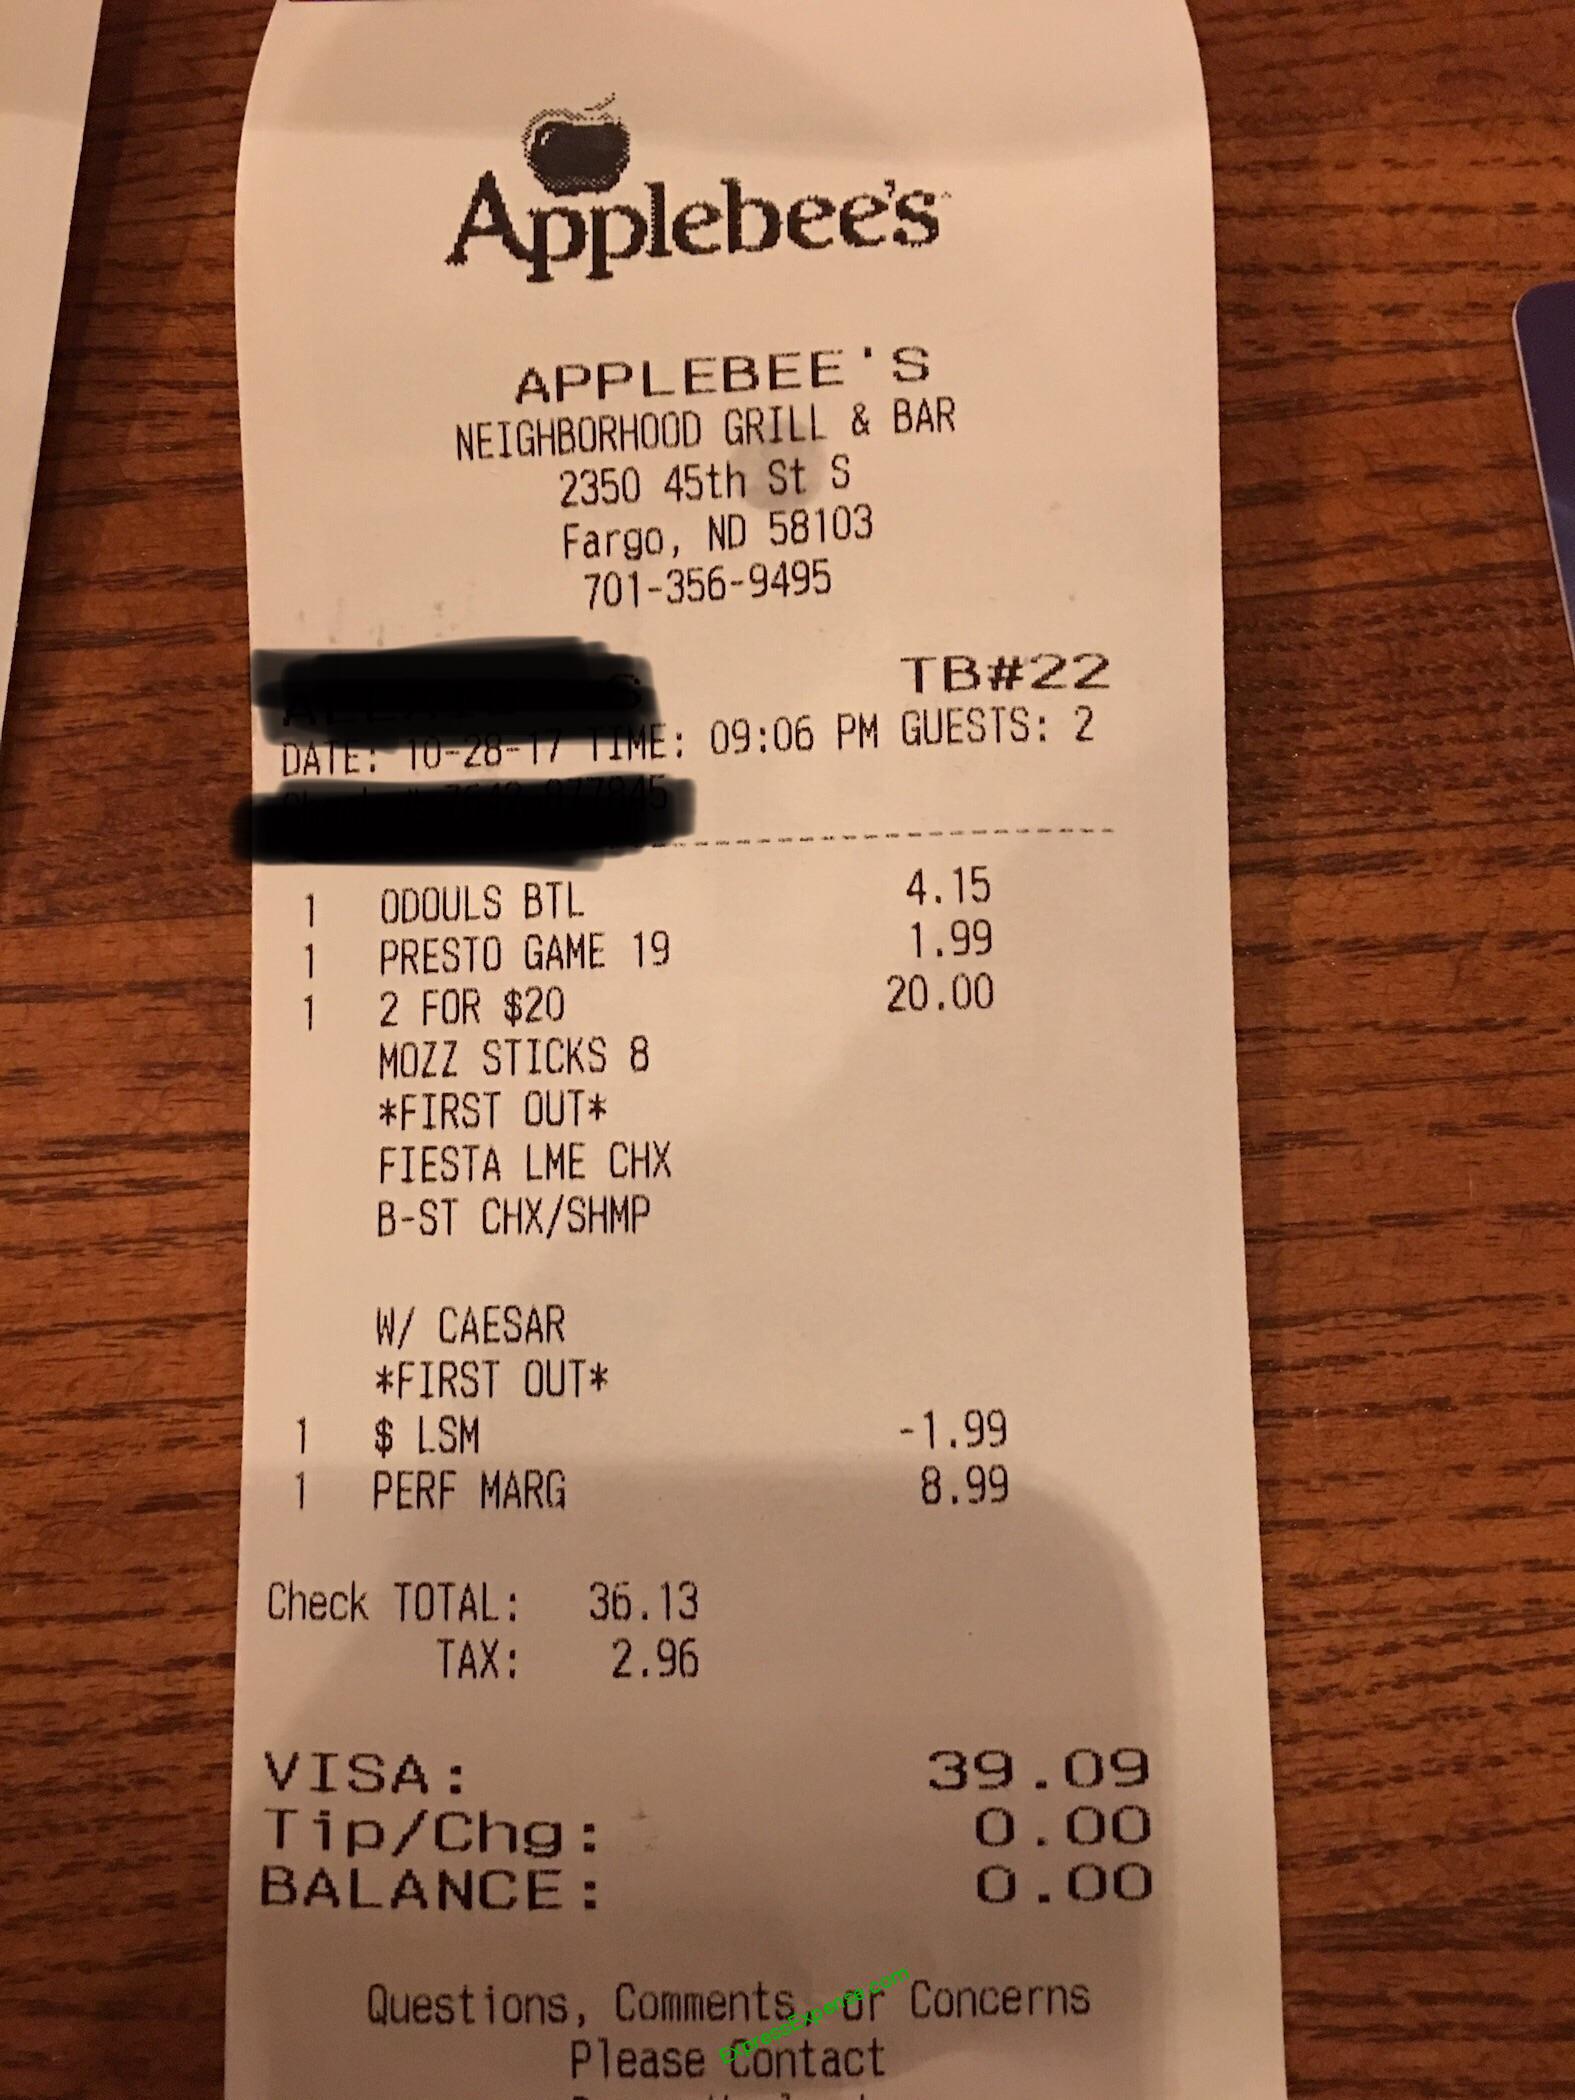 Applebee's
APPLEBEE'S
NEIGHBORHOOD GRILL & BAR
2350 45th St S
Fargo, ND 58103
701-356-9495
TB#22
DATE: 10-28-17 TIME: 09:06 PM GUESTS: 2
1 ODOULS BTL 4.15
1 PRESTO GAME 19 1.99
1 2 FOR $20 20.00
MOZZ STICKS 8
*FIRST OUT*
FIESTA LME CHX
B-ST CHX/SHMP
W/ CAESAR
*FIRST OUT*
1 $ LSM -1.99
1 PERF MARG 8.99
Check TOTAL: 36.13
TAX: 2.96
VISA: 39.09
Tip/Chg: 0.00
BALANCE: 0.00
Questions, Comments, or Concerns
Please Contact
ExpressExpense.com